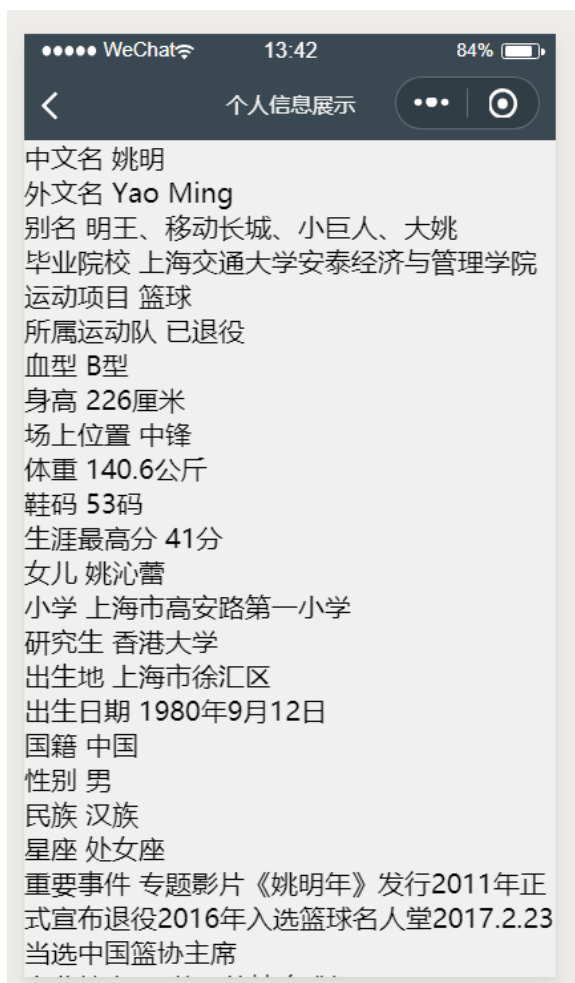 WeChat 13:42 84%
个人信息展示
中文名 姚明
外文名 Yao Ming
别名 明王、移动长城、小巨人、大姚
毕业院校 上海交通大学安泰经济与管理学院
运动项目 篮球
所属运动队 已退役
血型 B型
身高 226厘米
场上位置 中锋
体重 140.6公斤
鞋码 53码
生涯最高分 41分
女儿 姚沁蕾
小学 上海市高安路第一小学
研究生 香港大学
出生地 上海市徐汇区
出生日期 1980年9月12日
国籍 中国
性别 男
民族 汉族
星座 处女座
重要事件 专题影片《姚明年》发行2011年正
式宣布退役2016年入选篮球名人堂2017.2.23
当选中国篮协主席